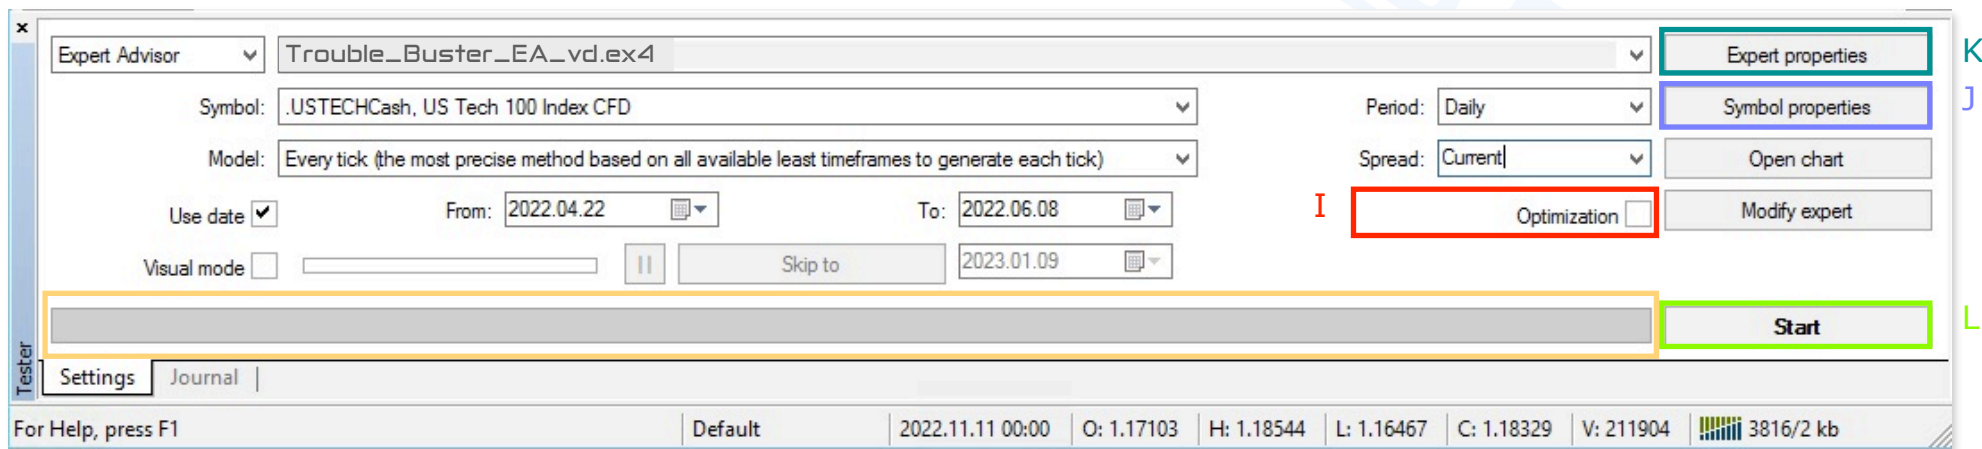 Expert Advisor Trouble_Buster_EA_vd.ex4 Expert properties K
Symbol: .USTECHCash, US Tech 100 Index CFD Period: Daily Symbol properties J
Model: Every tick (the most precise method based on all available least timeframes to generate each tick) Spread: Current Open chart
Use date From: 2022.04.22 To: 2022.06.08 I Optimization Modify expert
Visual mode Skip to 2023.01.09
Start L
Tester
Settings Journal
For Help, press F1 Default 2022.11.11 00:00 O: 1.17103 H: 1.18544 L: 1.16467 C: 1.18329 V: 211904 3816/2 kb